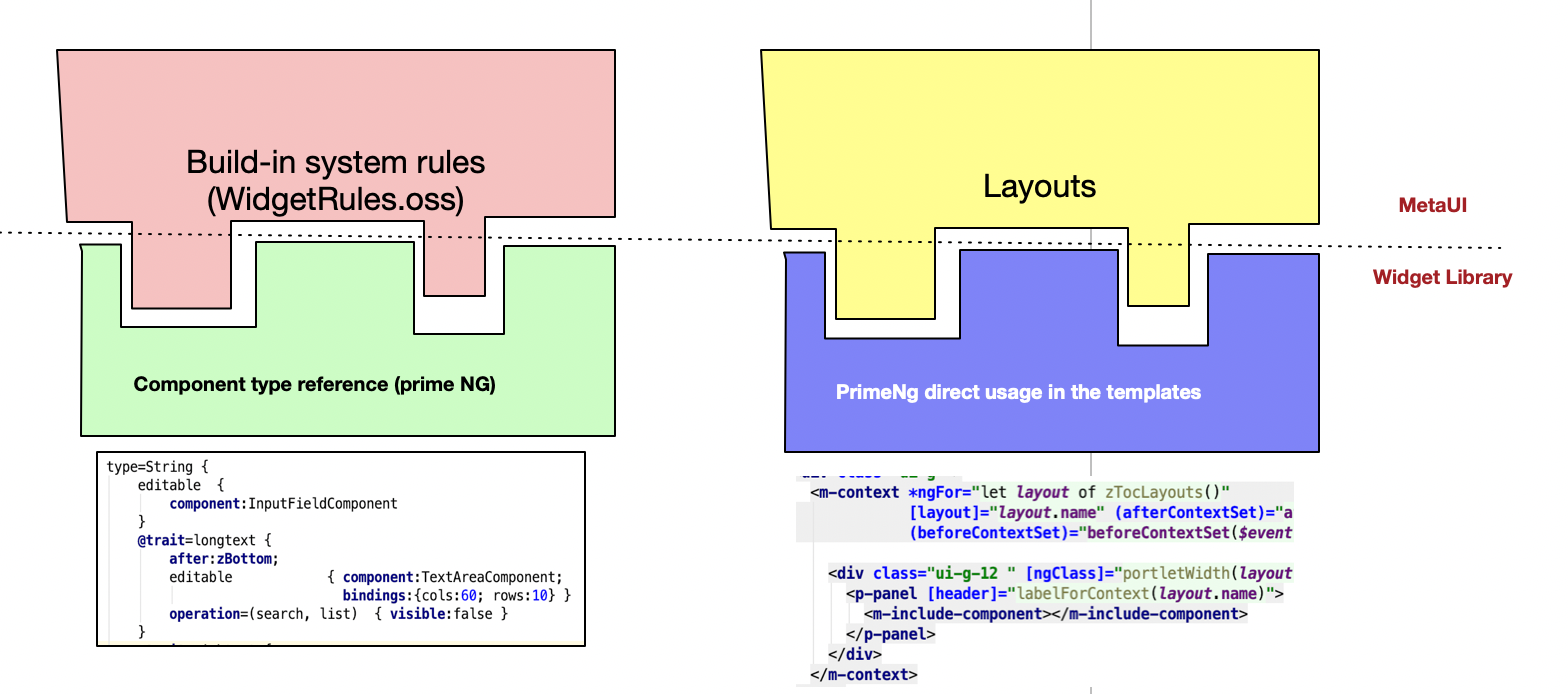 Build-in system rules
(WidgetRules.oss)
Layouts
MetaUI
Widget Library
Component type reference (prime NG)
PrimeNg direct usage in the templates
type=String {
editable {
component:InputFieldComponent
}
@trait=longtext {
after:zBottom;
editable { component:TextAreaComponent;
bindings:{cols:60; rows:10} }
operation=(search, list) { visible:false }
}
<m-context *ngFor="let layout of zTocLayouts()"
[layout]="layout.name" (afterContextSet)="a
(beforeContextSet)="beforeContextSet($event
<div class="ui-g-12 " [ngClass]="portletWidth(layout
<p-panel [header]="labelForContext(layout.name)">
<m-include-component></m-include-component>
</p-panel>
</div>
</m-context>